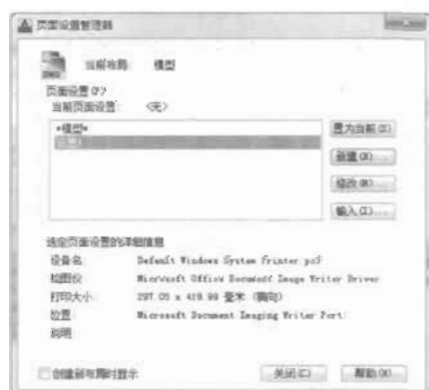 页面设置管理器
当前布局: 模型
页面设置(P)
当前页面设置: <无>
*模型*
置为当前(S)
新建(N)...
修改(M)...
输入(I)...
选定页面设置的详细信息
设备名: Default Windows System Printer.pc3
绘图仪: Microsoft Office Document Image Writer Driver
打印大小: 297.05 x 419.99 毫米 (横向)
位置: Microsoft Document Imaging Writer Port:
说明:
创建新布局时显示
关闭(C)
帮助(H)